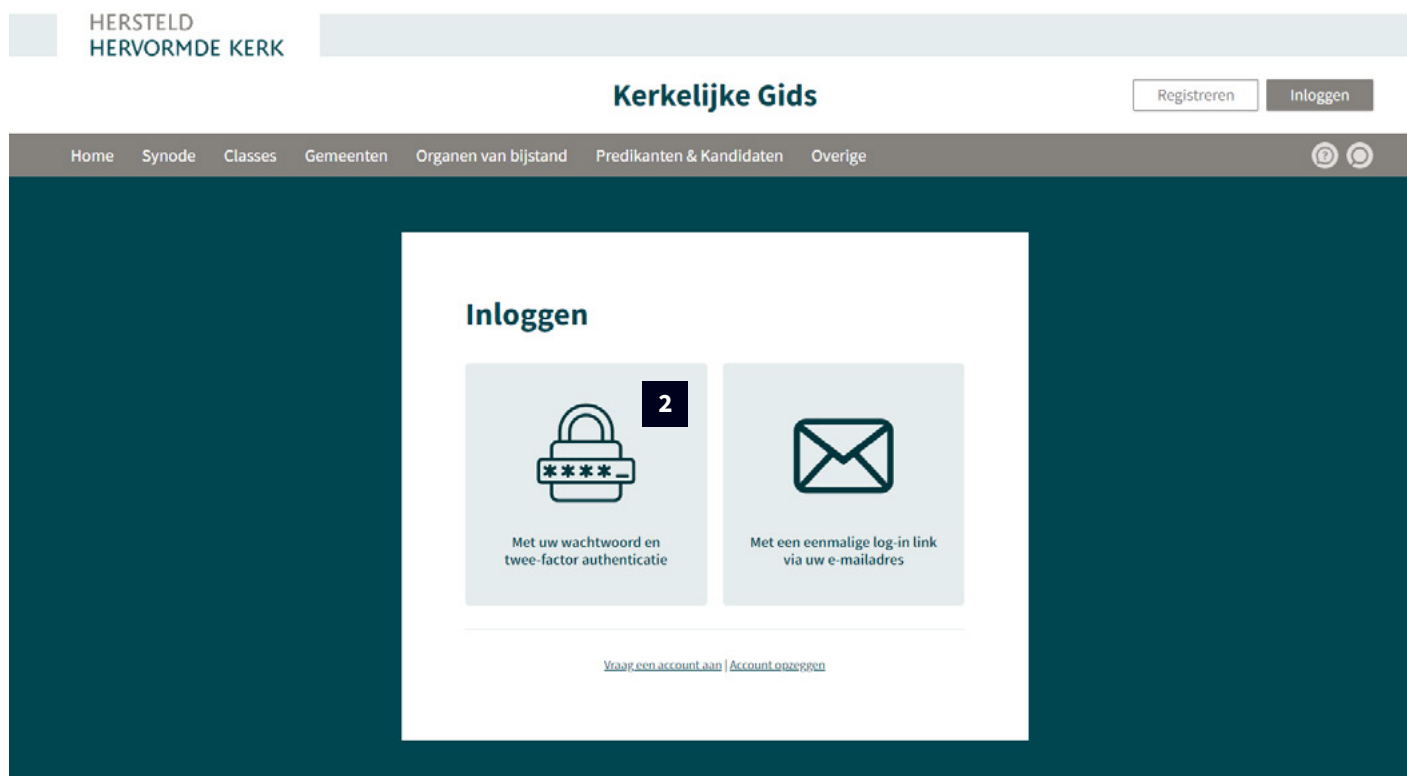 HERSTELD
HERVORMDE KERK
Kerkelijke Gids
Registreren
Inloggen
Home Synode Classes Gemeenten Organen van bijstand Predikanten & Kandidaten Overige
?
Inloggen
2
****_
Met uw wachtwoord en
twee-factor authenticatie
Met een eenmalige log-in link
via uw e-mailadres
Vraag een account aan | Account opzeggen